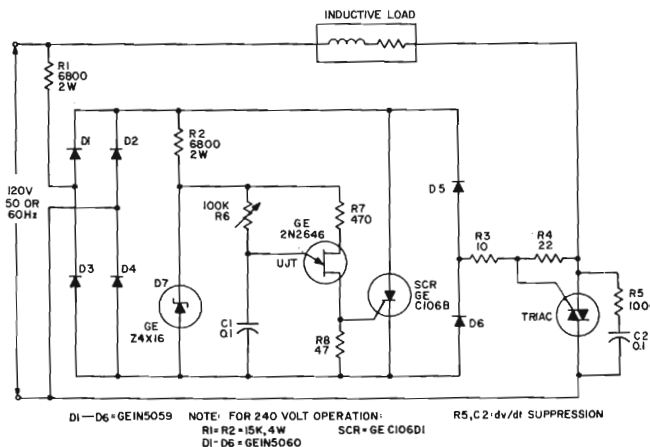 INDUCTIVE LOAD
R1
6800
2W
D1
D2
R2
6800
2W
120V
50 OR
60Hz
100K
R6
GE
2N2646
R7
470
D5
UJT
R3
10
R4
22
D3
D4
D7
GE
Z4X16
C1
0.1
R8
47
SCR
GE
C106B
D6
TRIAC
R5
100
C2
0.1
D1—D6=GEIN5059 NOTE: FOR 240 VOLT OPERATION: R5,C2:dv/dt SUPPRESSION
R1=R2=15K,4W SCR=GE C106D1
D1-D6=GEIN5060